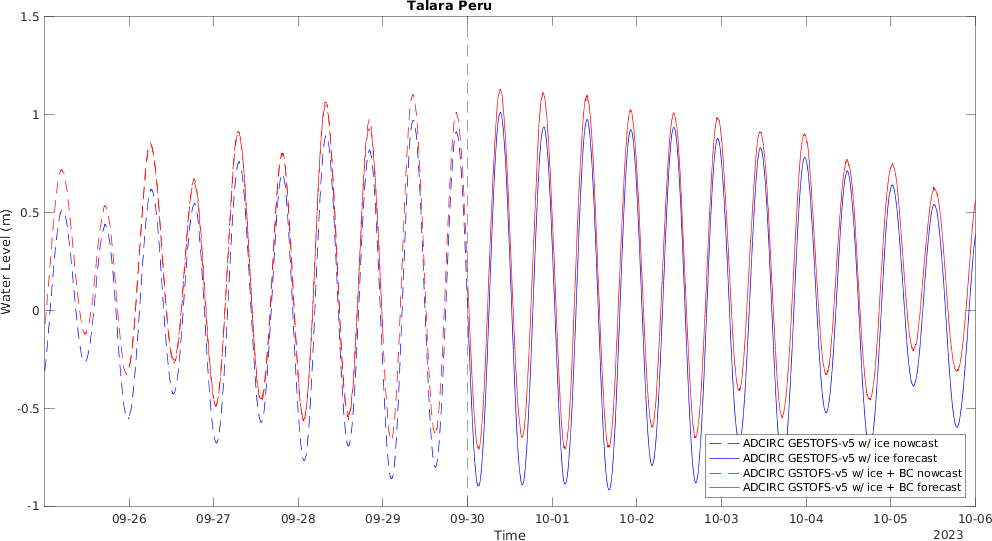 Talara Peru
1.5
1
0.5
0
-0.5
-1
Water Level (m)
09-26 09-27 09-28 09-29 09-30 10-01 10-02 10-03 10-04 10-05 10-06
Time
2023
ADCIRC GESTOFS-v5 w/ ice nowcast
ADCIRC GESTOFS-v5 w/ ice forecast
ADCIRC GSTOFS-v5 w/ ice + BC nowcast
ADCIRC GSTOFS-v5 w/ ice + BC forecast